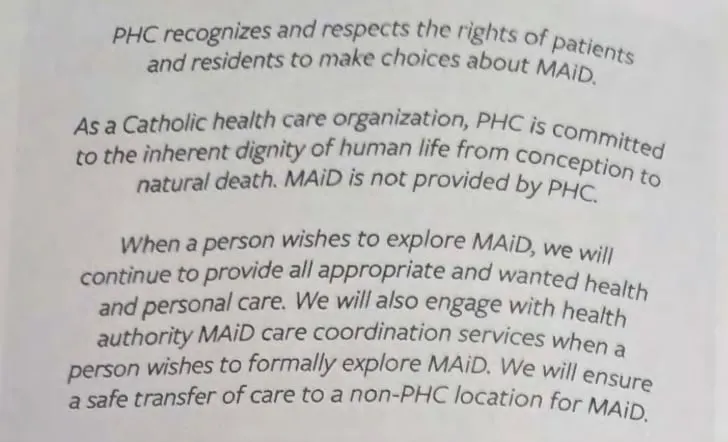 PHC recognizes and respects the rights of patients
and residents to make choices about MAiD.
As a Catholic health care organization, PHC is committed
to the inherent dignity of human life from conception to
natural death. MAiD is not provided by PHC.
When a person wishes to explore MAiD, we will
continue to provide all appropriate and wanted health
and personal care. We will also engage with health
authority MAiD care coordination services when a
person wishes to formally explore MAiD. We will ensure
a safe transfer of care to a non-PHC location for MAiD.